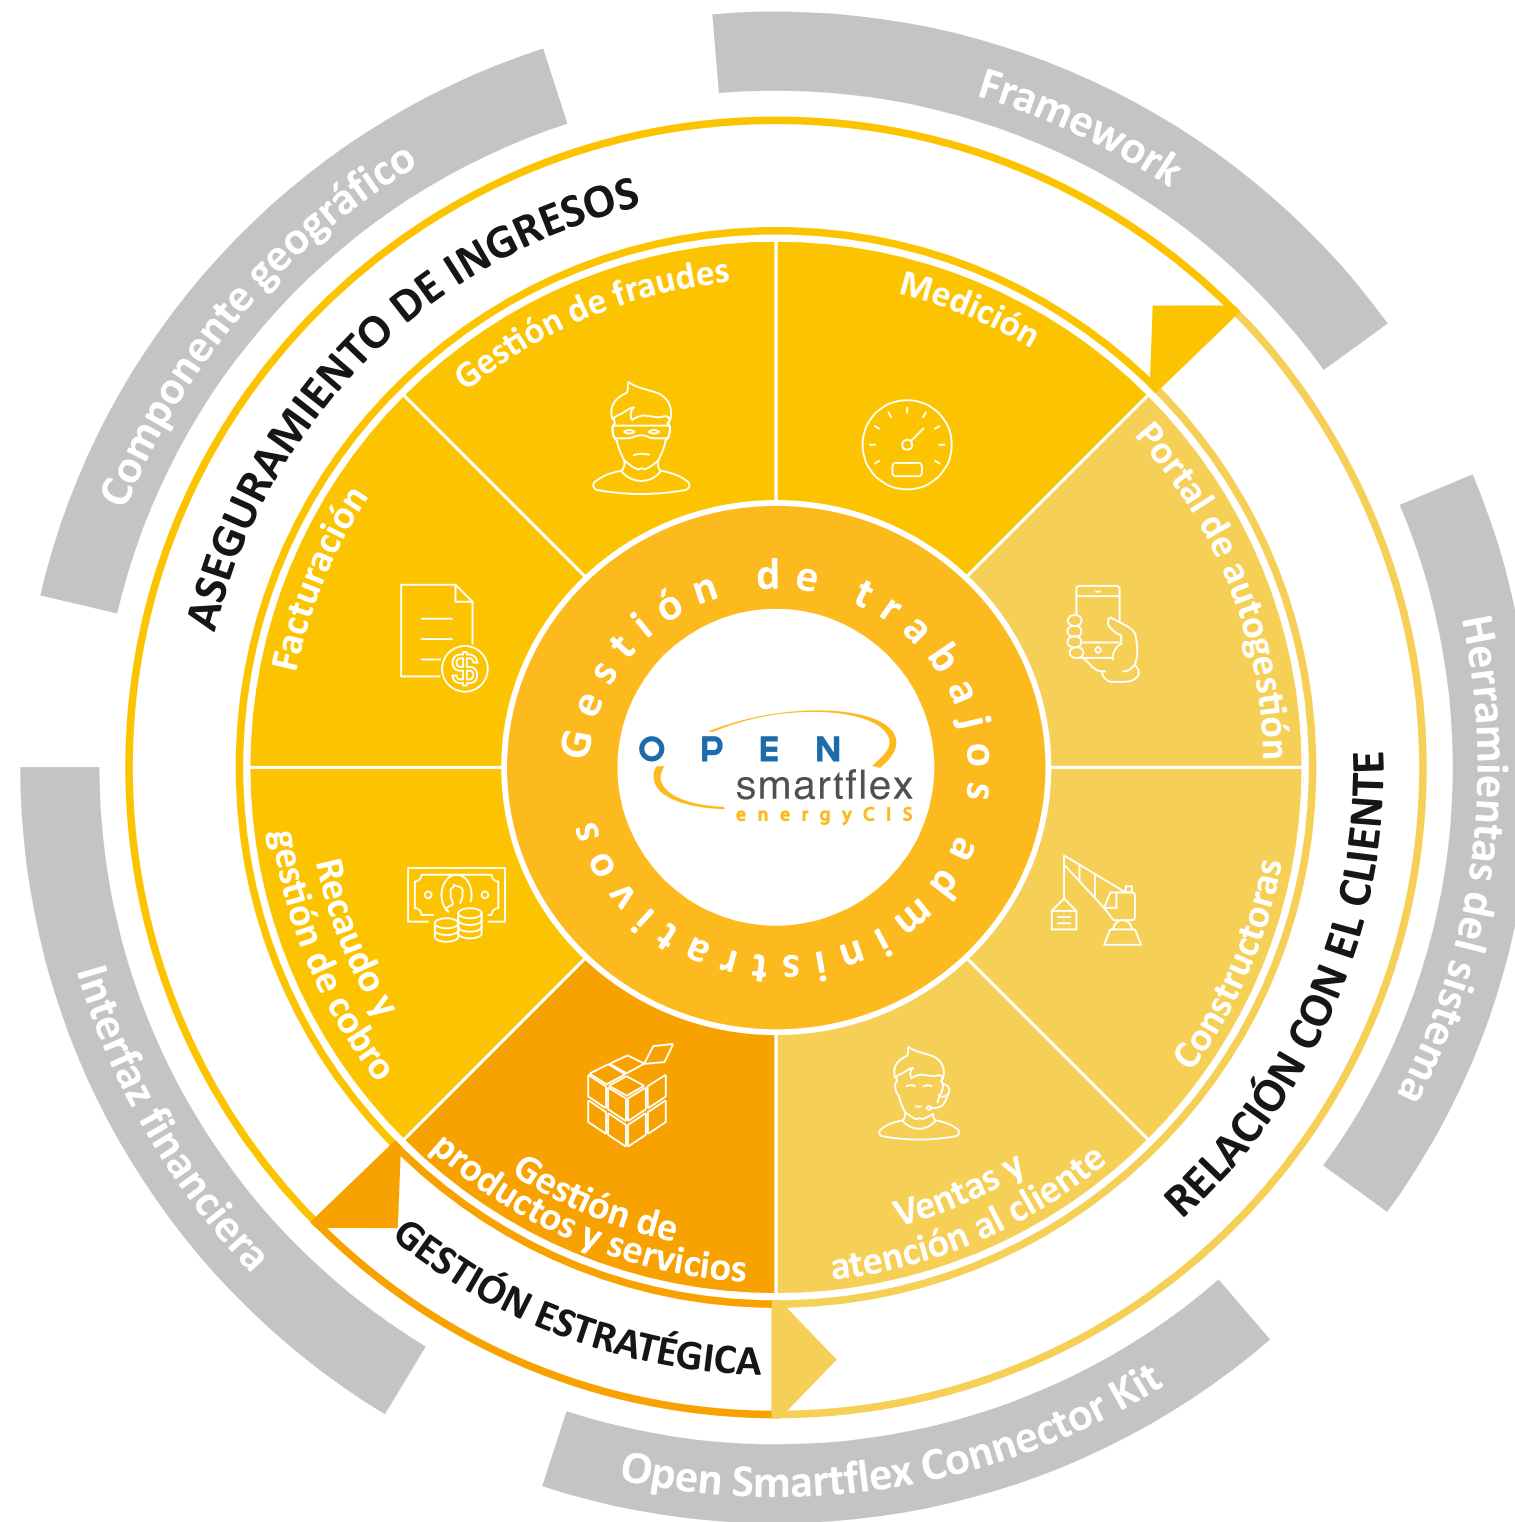 Framework
Herramientas del sistema
Open Smartflex Connector Kit
Interfaz financiera
Componente geográfico
ASEGURAMIENTO DE INGRESOS
RELACIÓN CON EL CLIENTE
GESTIÓN ESTRATÉGICA
Gestión de fraudes
Medición
Portal de autogestión
Constructoras
Ventas y
atención al cliente
Gestión de
productos y servicios
Recaudo y
gestión de cobro
Facturación
$
Gestión de trabajos administrativos
OPEN
smartflex
energyCIS